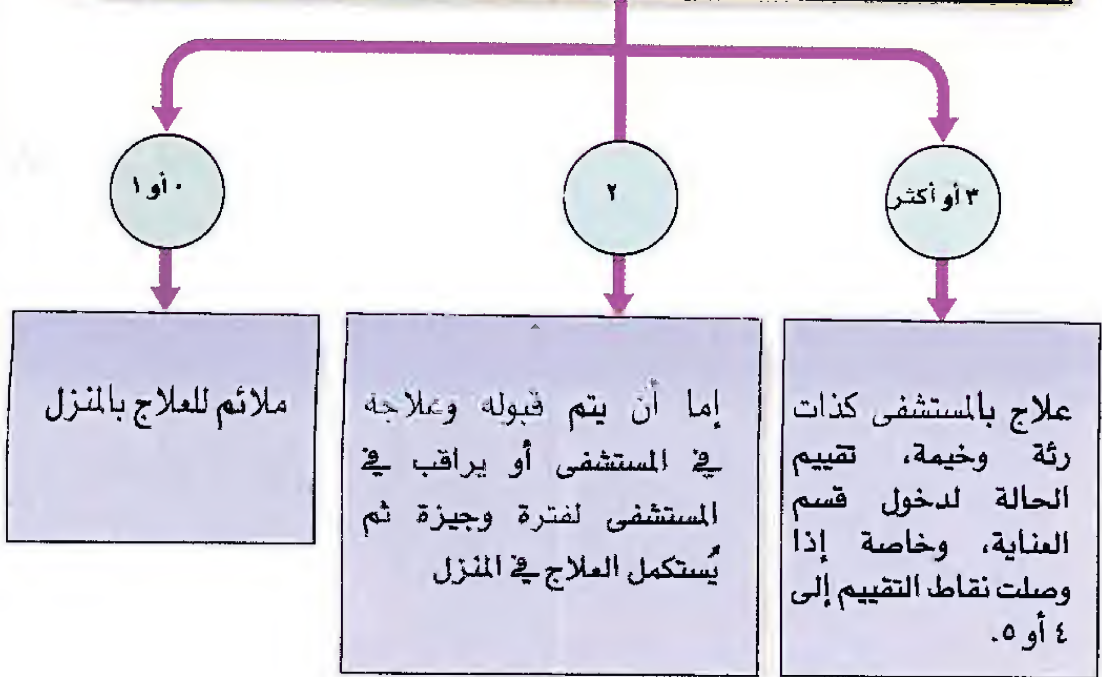 ٣ أو أكثر
٢
٠ أو ١
علاج بالمستشفى كذات
رئة وخيمة، تقييم
الحالة لدخول قسم
العناية، وخاصة إذا
وصلت نقاط التقييم إلى
٤ أو ٥.
إما أن يتم قبوله وعلاجه
في المستشفى أو يراقب في
المستشفى لفترة وجيزة ثم
يُستكمل العلاج في المنزل
ملائم للعلاج بالمنزل